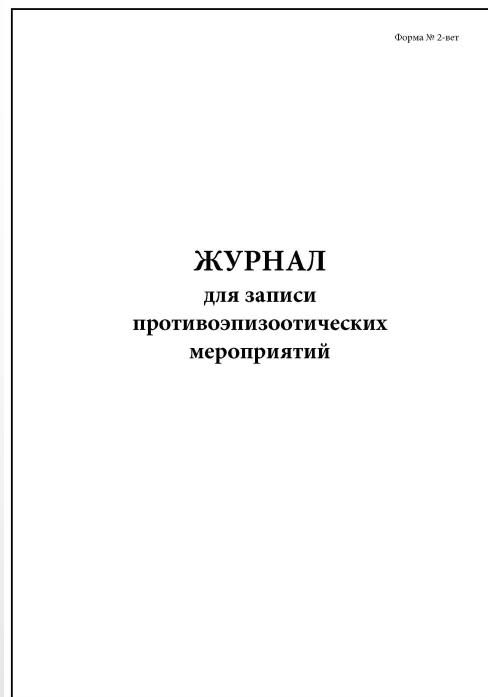 Форма № 2-вет
ЖУРНАЛ
для записи
противоэпизоотических
мероприятий